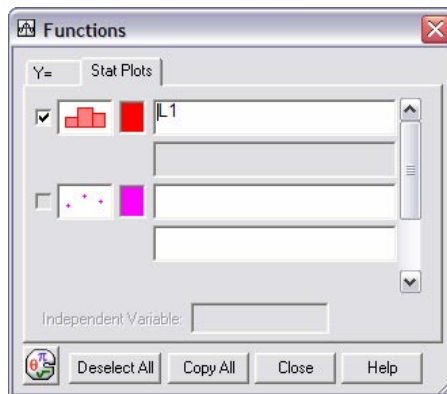 Functions
Y= Stat Plots
L1
Independent Variable:
Deselect All Copy All Close Help